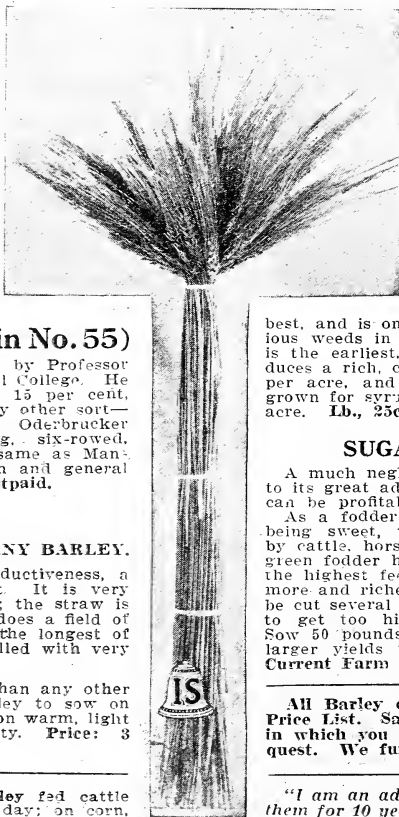 in No. 55)
by Professor
l College. He
15 per cent,
y other sort—
Oderbrucker
g, six-rowed,
same as Man-
n and general
tpaid.
NY BARLEY.
ductiveness, a
t. It is very
; the straw is
does a field of
the longest of
lled with very
han any other
ley to sow on
on warm, light
ty. Price: 3
ley fed cattle
day; on corn,
IS
best, and is on
ious weeds in
is the earliest,
duces a rich, c
per acre, and
grown for syr
acre. Lb., 25c
SUGA
A much negl
to its great ad
can be profitab
As a fodder
being sweet,
by cattle, hors
green fodder h
the highest fe
more and riche
be cut several
to get too hi
Sow 50 pounds
larger yields
Current Farm
All Barley
Price List. Sa
in which you
quest. We fu
"I am an ad
them for 10 ye